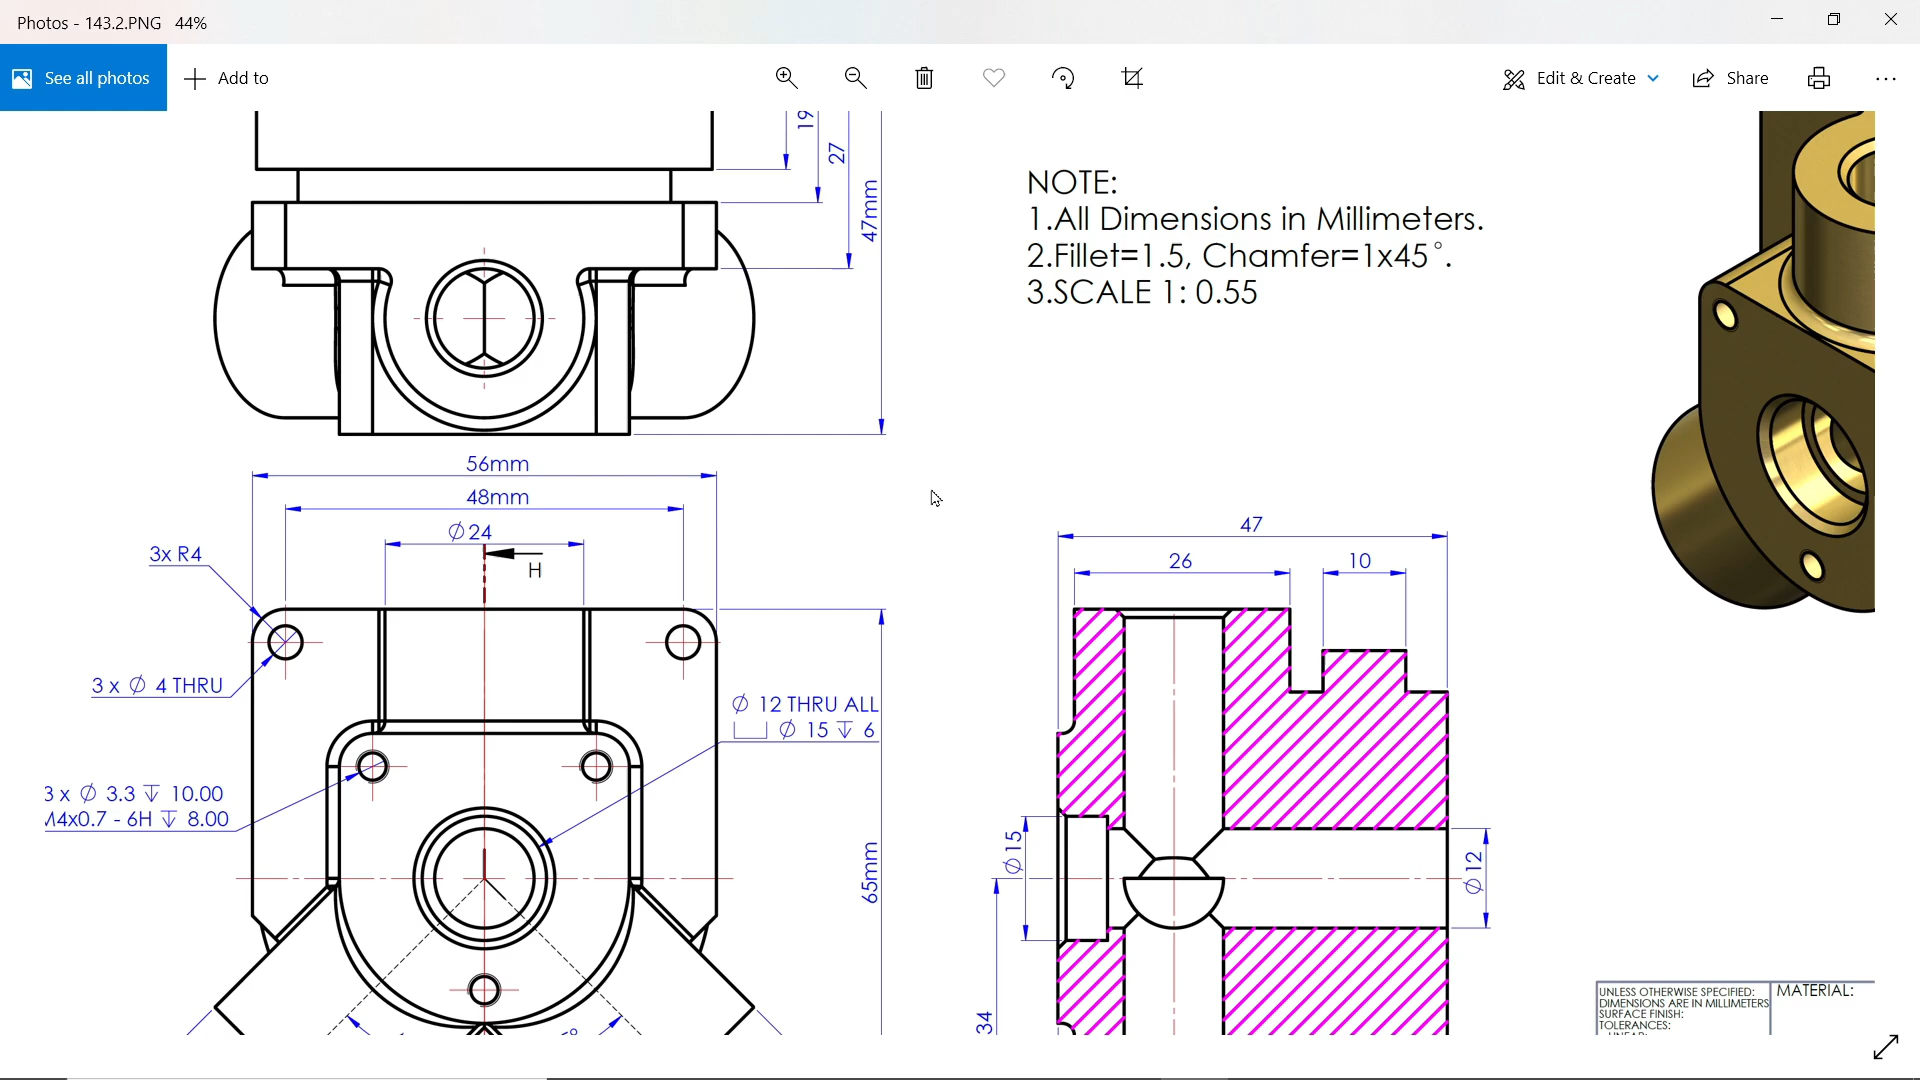 Photos - 143.2.PNG 44%
See all photos
Add to
Edit & Create
Share
19
27
47mm
NOTE:
1.All Dimensions in Millimeters.
2.Fillet=1.5, Chamfer=1x45°.
3.SCALE 1: 0.55
56mm
48mm
∅24
H
3x R4
3 x ∅ 4 THRU
∅ 12 THRU ALL
⌴ ∅ 15 ↧ 6
3 x ∅ 3.3 ↧ 10.00
M4x0.7 - 6H ↧ 8.00
65mm
47
26
10
∅15
∅12
34
UNLESS OTHERWISE SPECIFIED:
DIMENSIONS ARE IN MILLIMETERS
SURFACE FINISH:
TOLERANCES:
MATERIAL: